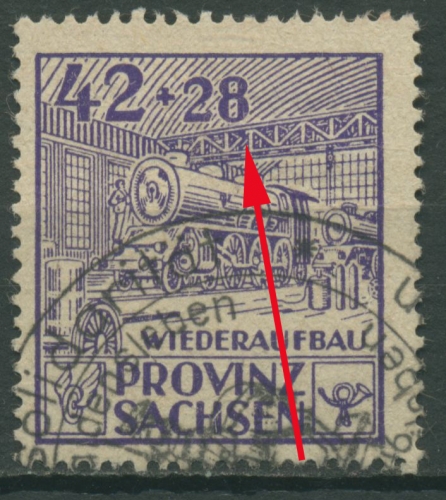 42+28
WIEDERAUFBAU
PROVINZ
SACHSEN